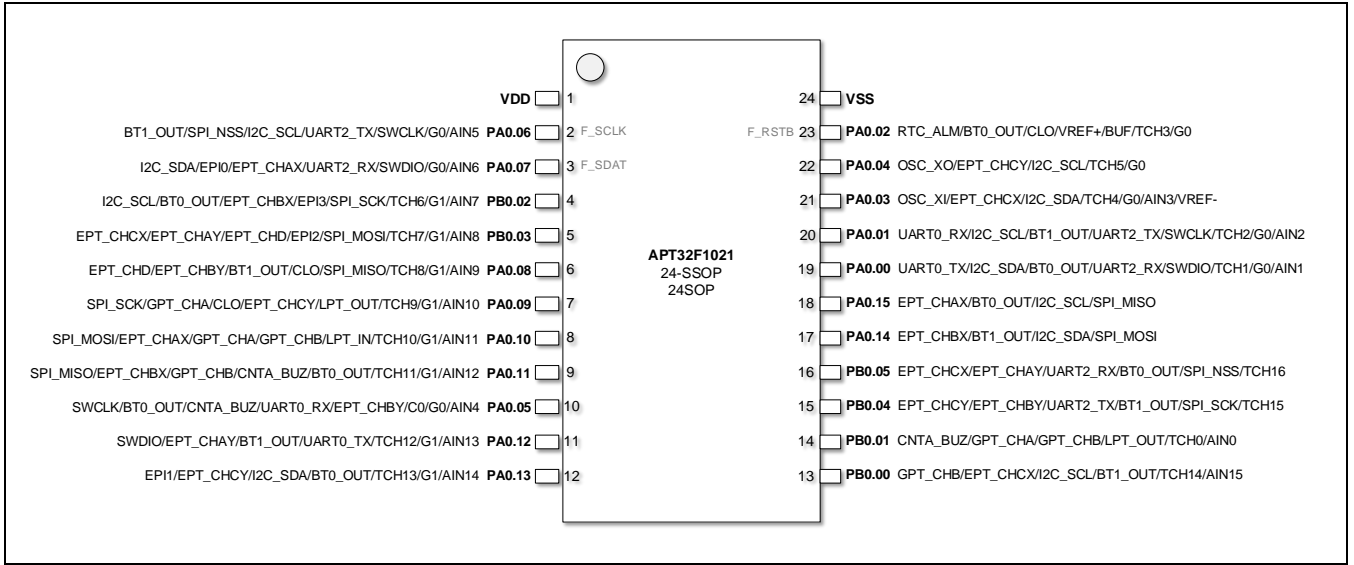 VDD 1
BT1_OUT/SPI_NSS/I2C_SCL/UART2_TX/SWCLK/G0/AIN5 PA0.06 2 F_SCLK
I2C_SDA/EPI0/EPT_CHAX/UART2_RX/SWDIO/G0/AIN6 PA0.07 3 F_SDAT
I2C_SCL/BT0_OUT/EPT_CHBX/EPI3/SPI_SCK/TCH6/G1/AIN7 PB0.02 4
EPT_CHCX/EPT_CHAY/EPT_CHD/EPI2/SPI_MOSI/TCH7/G1/AIN8 PB0.03 5
EPT_CHD/EPT_CHBY/BT1_OUT/CLO/SPI_MISO/TCH8/G1/AIN9 PA0.08 6
SPI_SCK/GPT_CHA/CLO/EPT_CHCY/LPT_OUT/TCH9/G1/AIN10 PA0.09 7
SPI_MOSI/EPT_CHAX/GPT_CHA/GPT_CHB/LPT_IN/TCH10/G1/AIN11 PA0.10 8
SPI_MISO/EPT_CHBX/GPT_CHB/CNTA_BUZ/BT0_OUT/TCH11/G1/AIN12 PA0.11 9
SWCLK/BT0_OUT/CNTA_BUZ/UART0_RX/EPT_CHBY/C0/G0/AIN4 PA0.05 10
SWDIO/EPT_CHAY/BT1_OUT/UART0_TX/TCH12/G1/AIN13 PA0.12 11
EPI1/EPT_CHCY/I2C_SDA/BT0_OUT/TCH13/G1/AIN14 PA0.13 12
APT32F1021
24-SSOP
24SOP
24 VSS
F_RSTB 23 PA0.02 RTC_ALM/BT0_OUT/CLO/VREF+/BUF/TCH3/G0
22 PA0.04 OSC_XO/EPT_CHCY/I2C_SCL/TCH5/G0
21 PA0.03 OSC_XI/EPT_CHCX/I2C_SDA/TCH4/G0/AIN3/VREF-
20 PA0.01 UART0_RX/I2C_SCL/BT1_OUT/UART2_TX/SWCLK/TCH2/G0/AIN2
19 PA0.00 UART0_TX/I2C_SDA/BT0_OUT/UART2_RX/SWDIO/TCH1/G0/AIN1
18 PA0.15 EPT_CHAX/BT0_OUT/I2C_SCL/SPI_MISO
17 PA0.14 EPT_CHBX/BT1_OUT/I2C_SDA/SPI_MOSI
16 PB0.05 EPT_CHCX/EPT_CHAY/UART2_RX/BT0_OUT/SPI_NSS/TCH16
15 PB0.04 EPT_CHCY/EPT_CHBY/UART2_TX/BT1_OUT/SPI_SCK/TCH15
14 PB0.01 CNTA_BUZ/GPT_CHA/GPT_CHB/LPT_OUT/TCH0/AIN0
13 PB0.00 GPT_CHB/EPT_CHCX/I2C_SCL/BT1_OUT/TCH14/AIN15